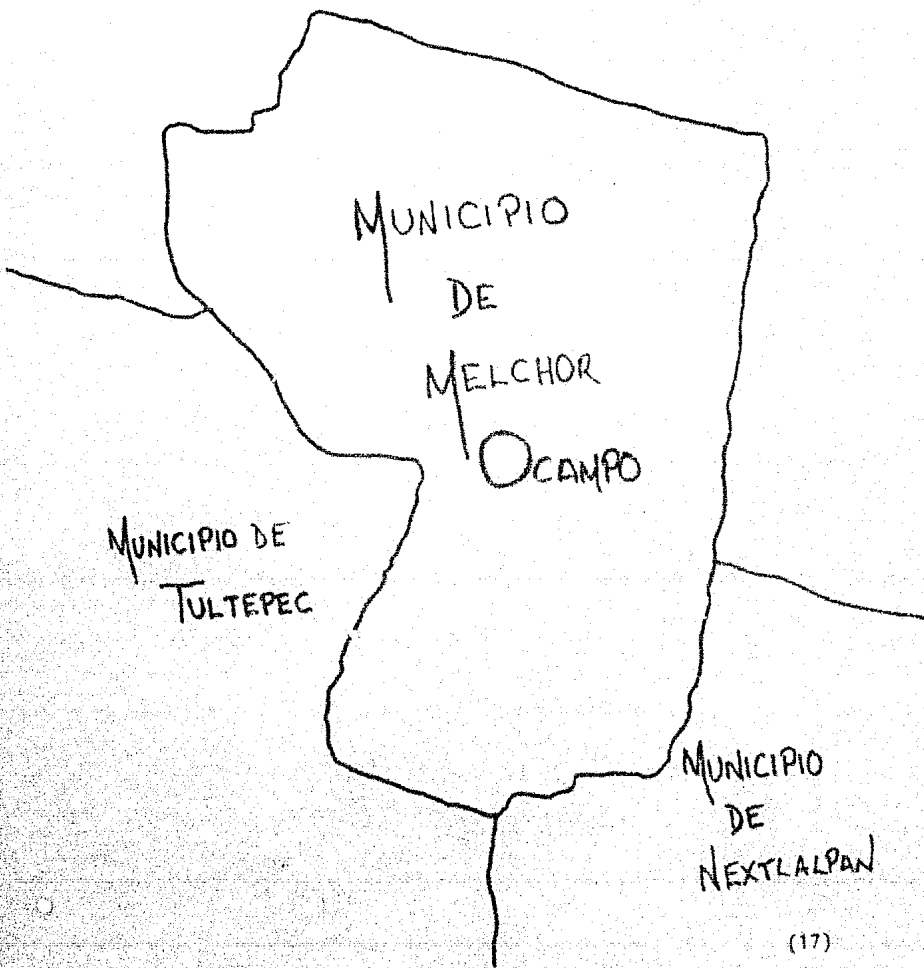 MUNICIPIO
DE
MELCHOR
OCAMPO
MUNICIPIO DE
TULTEPEC
MUNICIPIO
DE
NEXTLALPAN
(17)